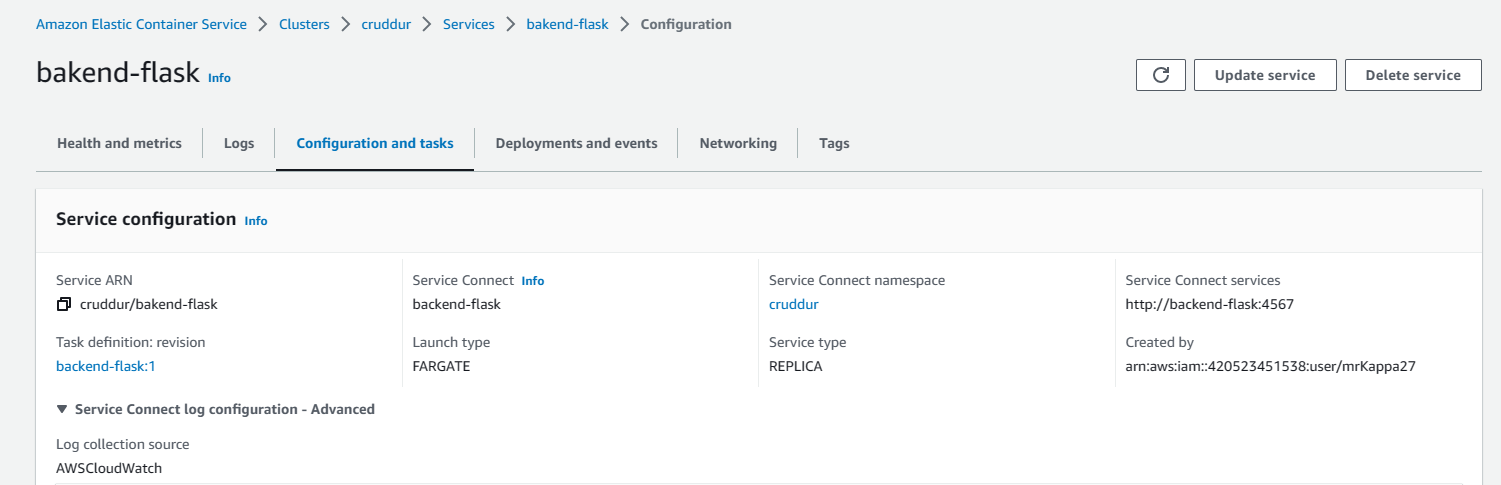 Amazon Elastic Container Service > Clusters > cruddur > Services > bakend-flask > Configuration
bakend-flask Info
Update service
Delete service
Health and metrics
Logs
Configuration and tasks
Deployments and events
Networking
Tags
Service configuration Info
Service ARN
cruddur/bakend-flask
Service Connect Info
backend-flask
Service Connect namespace
cruddur
Service Connect services
http://backend-flask:4567
Task definition: revision
backend-flask:1
Launch type
FARGATE
Service type
REPLICA
Created by
arn:aws:iam::420523451538:user/mrKappa27
Service Connect log configuration - Advanced
Log collection source
AWSCloudWatch